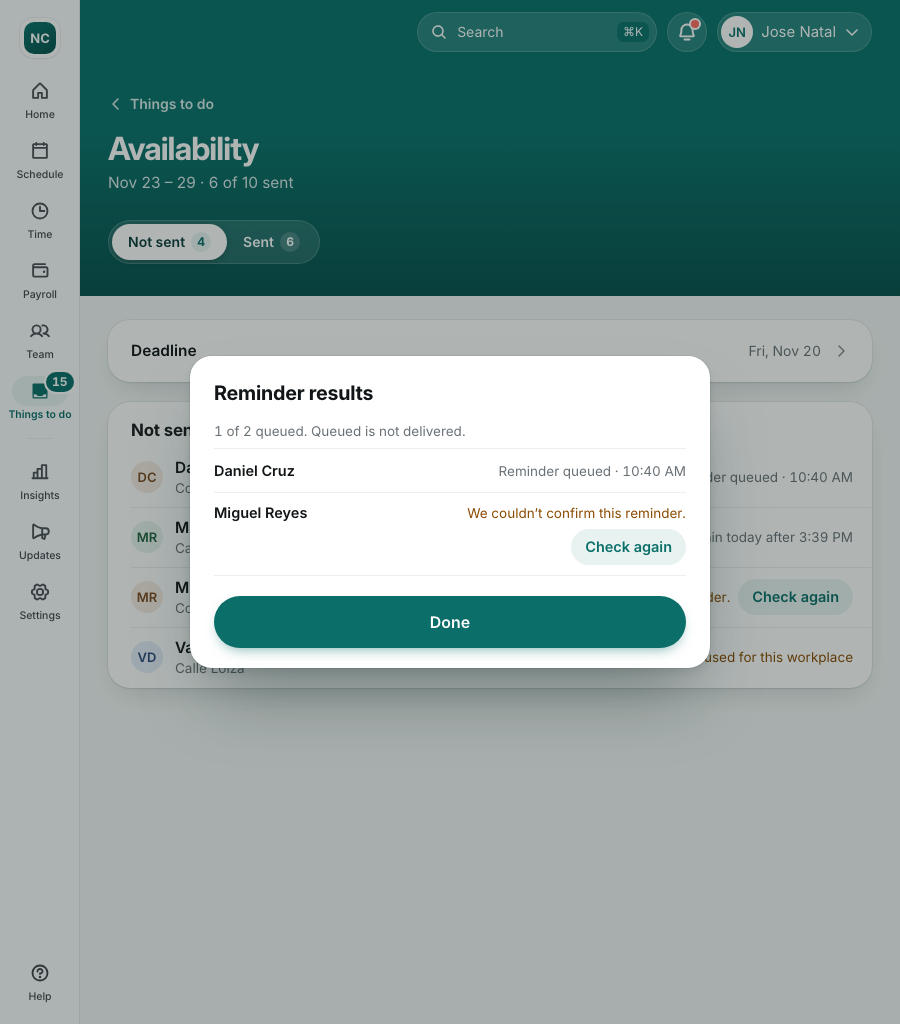 NC
Search
⌘K
JN
Jose Natal
Home
Schedule
Time
Payroll
Team
15
Things to do
Insights
Updates
Settings
Help
Things to do
Availability
Nov 23 – 29 · 6 of 10 sent
Not sent 4
Sent 6
Deadline
Fri, Nov 20
Reminder results
1 of 2 queued. Queued is not delivered.
Daniel Cruz
Reminder queued · 10:40 AM
Miguel Reyes
We couldn’t confirm this reminder.
Check again
Done
DC
queued · 10:40 AM
MR
today after 3:39 PM
MR
Check again
VD
Calle Loíza
for this workplace